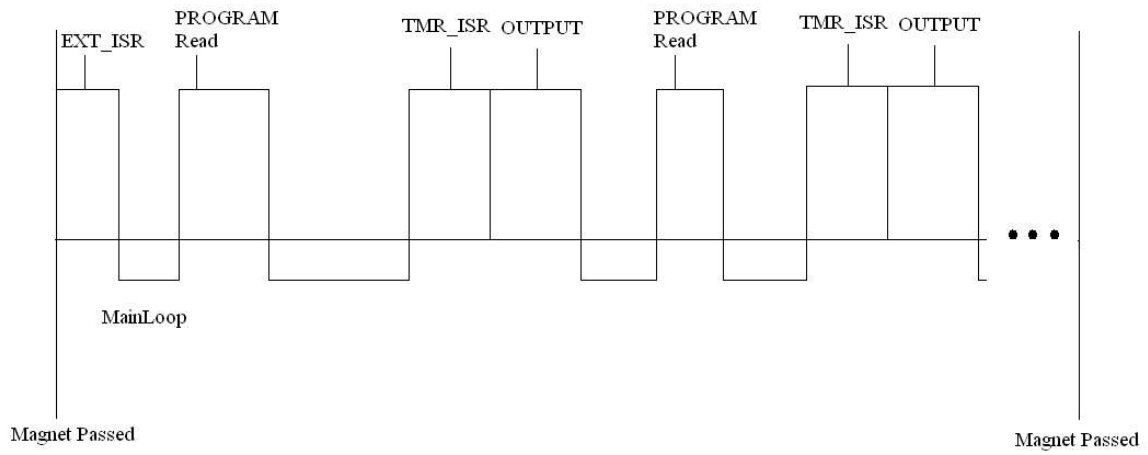 EXT_ISR
PROGRAM
Read
TMR_ISR
OUTPUT
PROGRAM
Read
TMR_ISR
OUTPUT
MainLoop
Magnet Passed
Magnet Passed